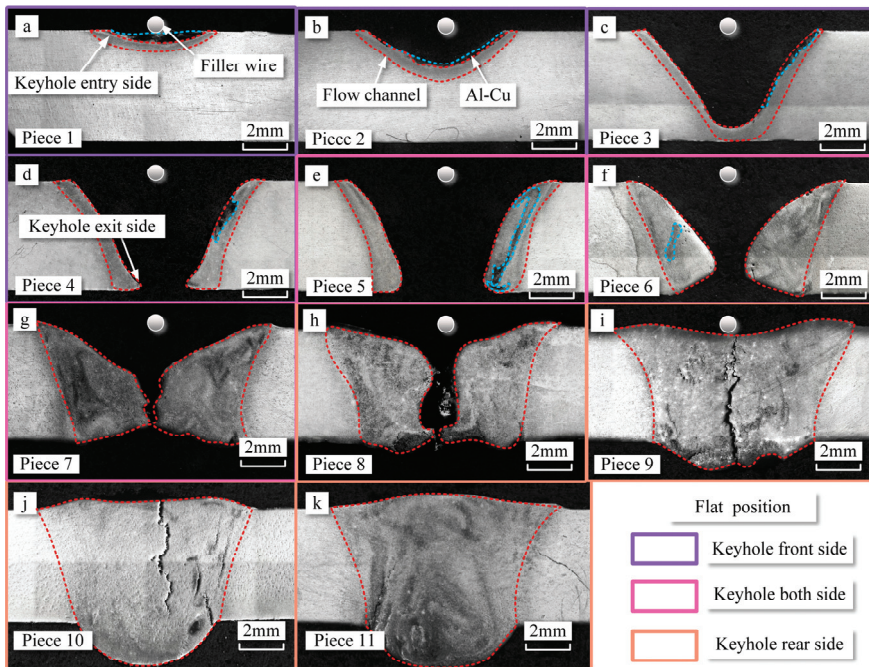 a
Keyhole entry side
Filler wire
Piece 1
2mm
b
Flow channel
Al-Cu
Piccc 2
2mm
c
Piece 3
2mm
d
Keyhole exit side
Piece 4
2mm
e
Piece 5
2mm
f
Piece 6
2mm
g
Piece 7
2mm
h
Piece 8
2mm
i
Piece 9
2mm
j
Piece 10
2mm
k
Piece 11
2mm
Flat position
Keyhole front side
Keyhole both side
Keyhole rear side